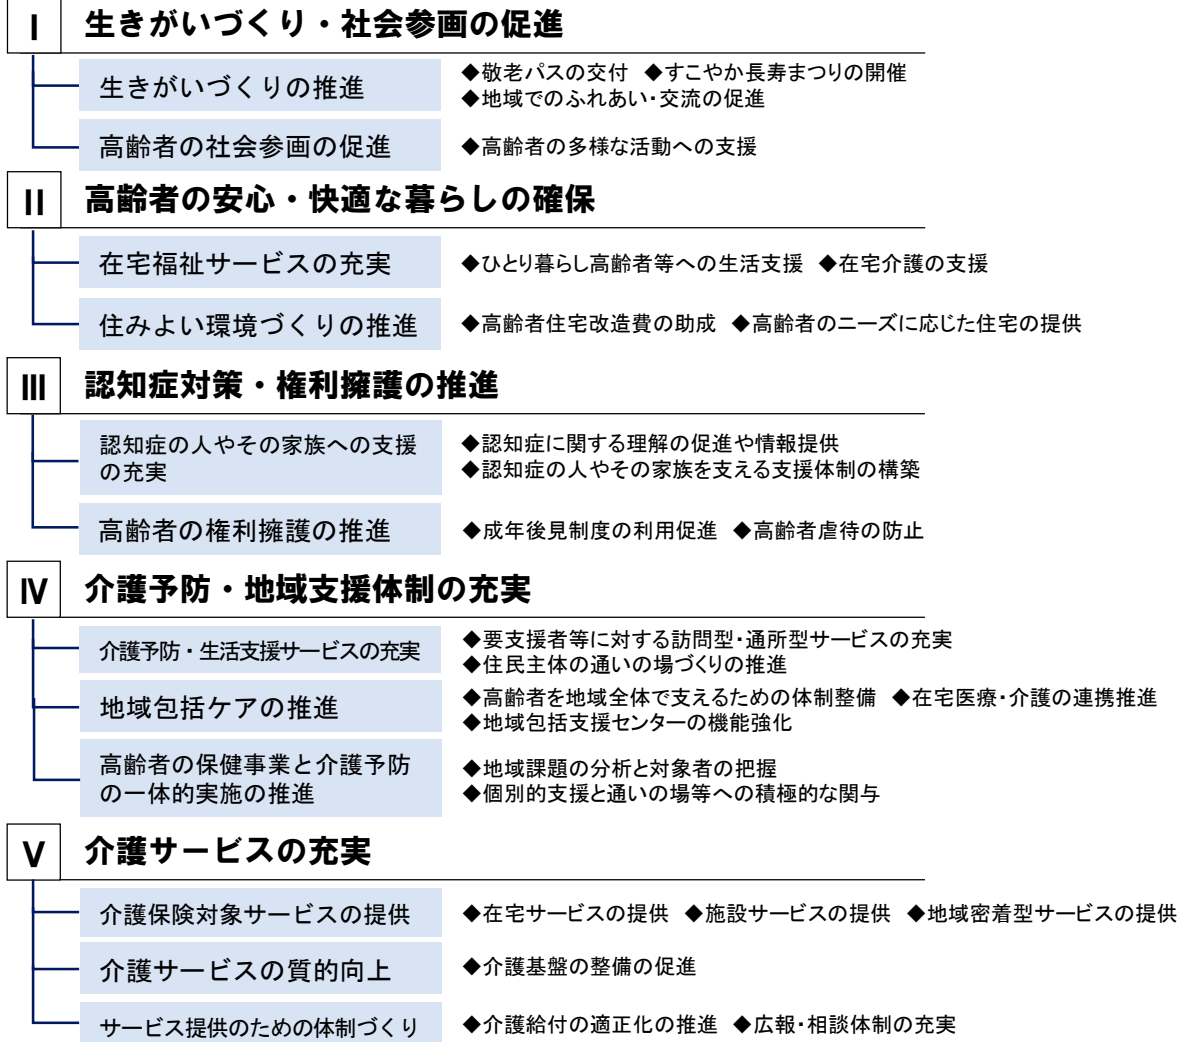 Ⅰ 生きがいづくり・社会参画の促進
生きがいづくりの推進
◆敬老パスの交付 ◆すこやか長寿まつりの開催
◆地域でのふれあい・交流の促進
高齢者の社会参画の促進
◆高齢者の多様な活動への支援
Ⅱ 高齢者の安心・快適な暮らしの確保
在宅福祉サービスの充実
◆ひとり暮らし高齢者等への生活支援 ◆在宅介護の支援
住みよい環境づくりの推進
◆高齢者住宅改造費の助成 ◆高齢者のニーズに応じた住宅の提供
Ⅲ 認知症対策・権利擁護の推進
認知症の人やその家族への支援
の充実
◆認知症に関する理解の促進や情報提供
◆認知症の人やその家族を支える支援体制の構築
高齢者の権利擁護の推進
◆成年後見制度の利用促進 ◆高齢者虐待の防止
Ⅳ 介護予防・地域支援体制の充実
介護予防・生活支援サービスの充実
◆要支援者等に対する訪問型・通所型サービスの充実
◆住民主体の通いの場づくりの推進
地域包括ケアの推進
◆高齢者を地域全体で支えるための体制整備 ◆在宅医療・介護の連携推進
◆地域包括支援センターの機能強化
高齢者の保健事業と介護予防
の一体的実施の推進
◆地域課題の分析と対象者の把握
◆個別的支援と通いの場等への積極的な関与
Ⅴ 介護サービスの充実
介護保険対象サービスの提供
◆在宅サービスの提供 ◆施設サービスの提供 ◆地域密着型サービスの提供
介護サービスの質的向上
◆介護基盤の整備の促進
サービス提供のための体制づくり
◆介護給付の適正化の推進 ◆広報・相談体制の充実